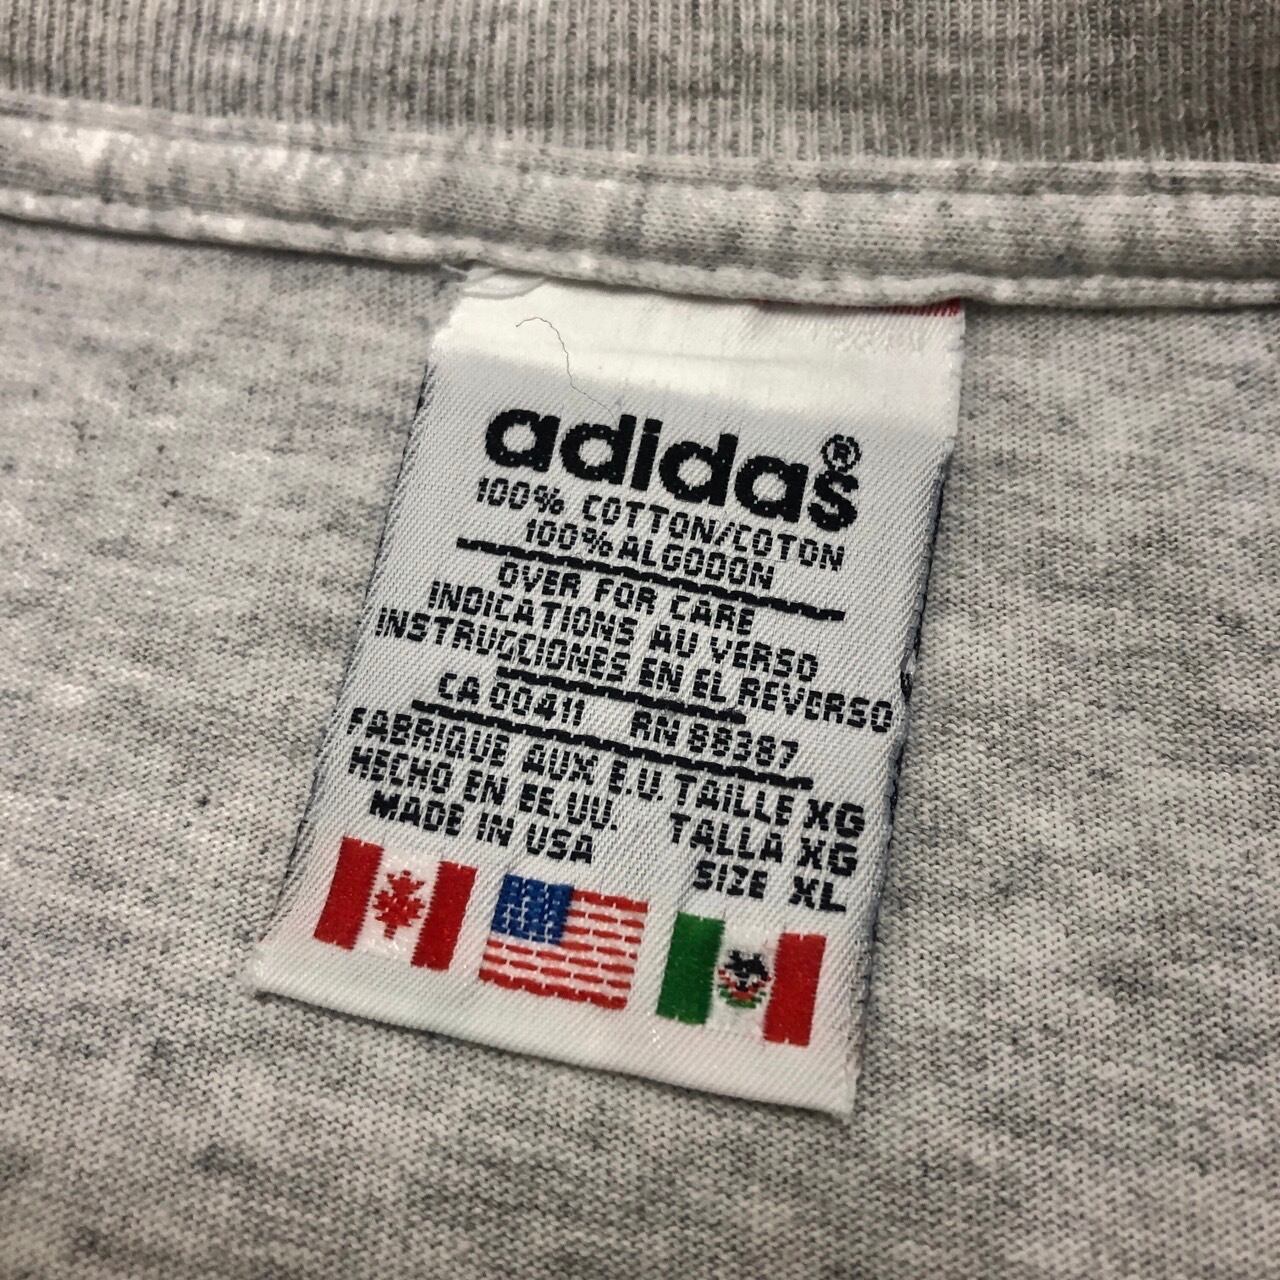 adidas®
100% COTTON/COTON
100% ALGODON
OVER FOR CARE
INDICATIONS AU VERSO
INSTRUCCIONES EN EL REVERSO
CA 00411 RN 88387
FABRIQUE AUX E.U. TAILLE XG
HECHO EN EE.UU. TALLA XG
MADE IN USA SIZE XL